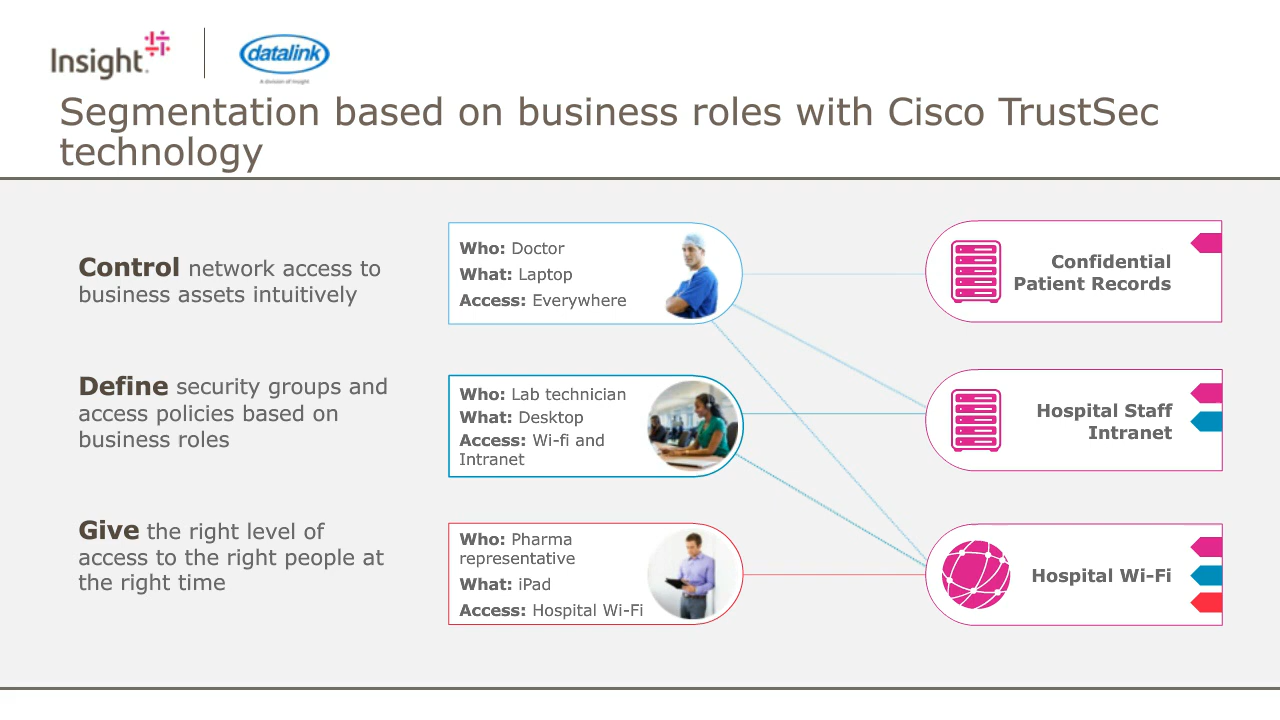 Insight.
datalink
A division of Insight
Segmentation based on business roles with Cisco TrustSec
technology
Control network access to
business assets intuitively
Define security groups and
access policies based on
business roles
Give the right level of
access to the right people at
the right time
Who: Doctor
What: Laptop
Access: Everywhere
Who: Lab technician
What: Desktop
Access: Wi-fi and
Intranet
Who: Pharma
representative
What: iPad
Access: Hospital Wi-Fi
Confidential
Patient Records
Hospital Staff
Intranet
Hospital Wi-Fi